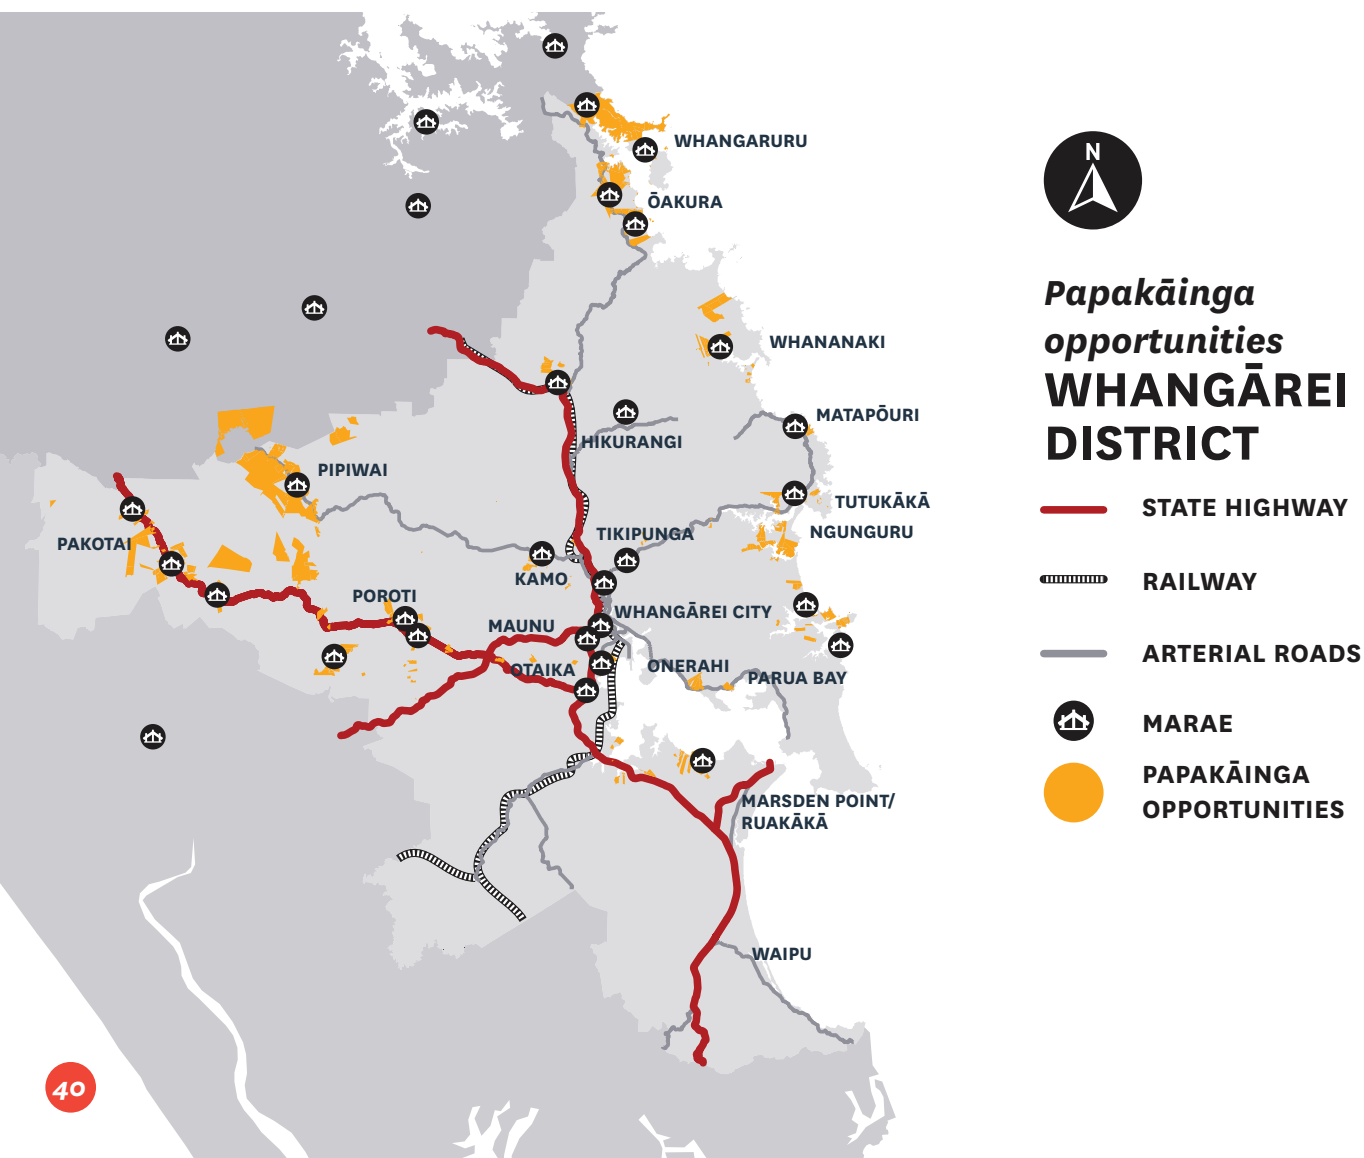 WHANGARURU
ŌAKURA
WHANANAKI
MATAPŌURI
HIKURANGI
PIPIWAI
TUTUKĀKĀ
NGUNGURU
TIKIPUNGA
PAKOTAI
KAMO
POROTI
WHANGĀREI CITY
MAUNU
OTAIKA
ONERAHI
PARUA BAY
MARSDEN POINT/
RUAKĀKĀ
WAIPU
40
N
Papakāinga
opportunities
WHANGĀREI
DISTRICT
STATE HIGHWAY
RAILWAY
ARTERIAL ROADS
MARAE
PAPAKĀINGA
OPPORTUNITIES